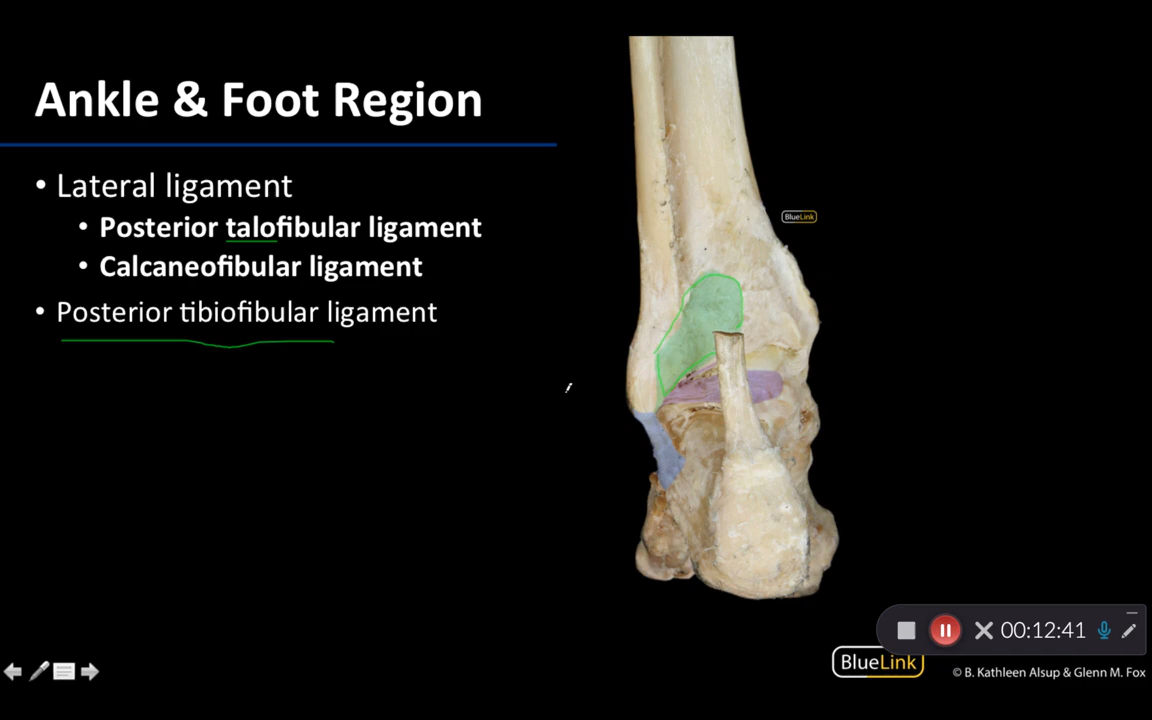 Ankle & Foot Region
• Lateral ligament
• Posterior talofibular ligament
• Calcaneofibular ligament
• Posterior tibiofibular ligament
BlueLink
00:12:41
BlueLink
© B. Kathleen Alsup & Glenn M. Fox